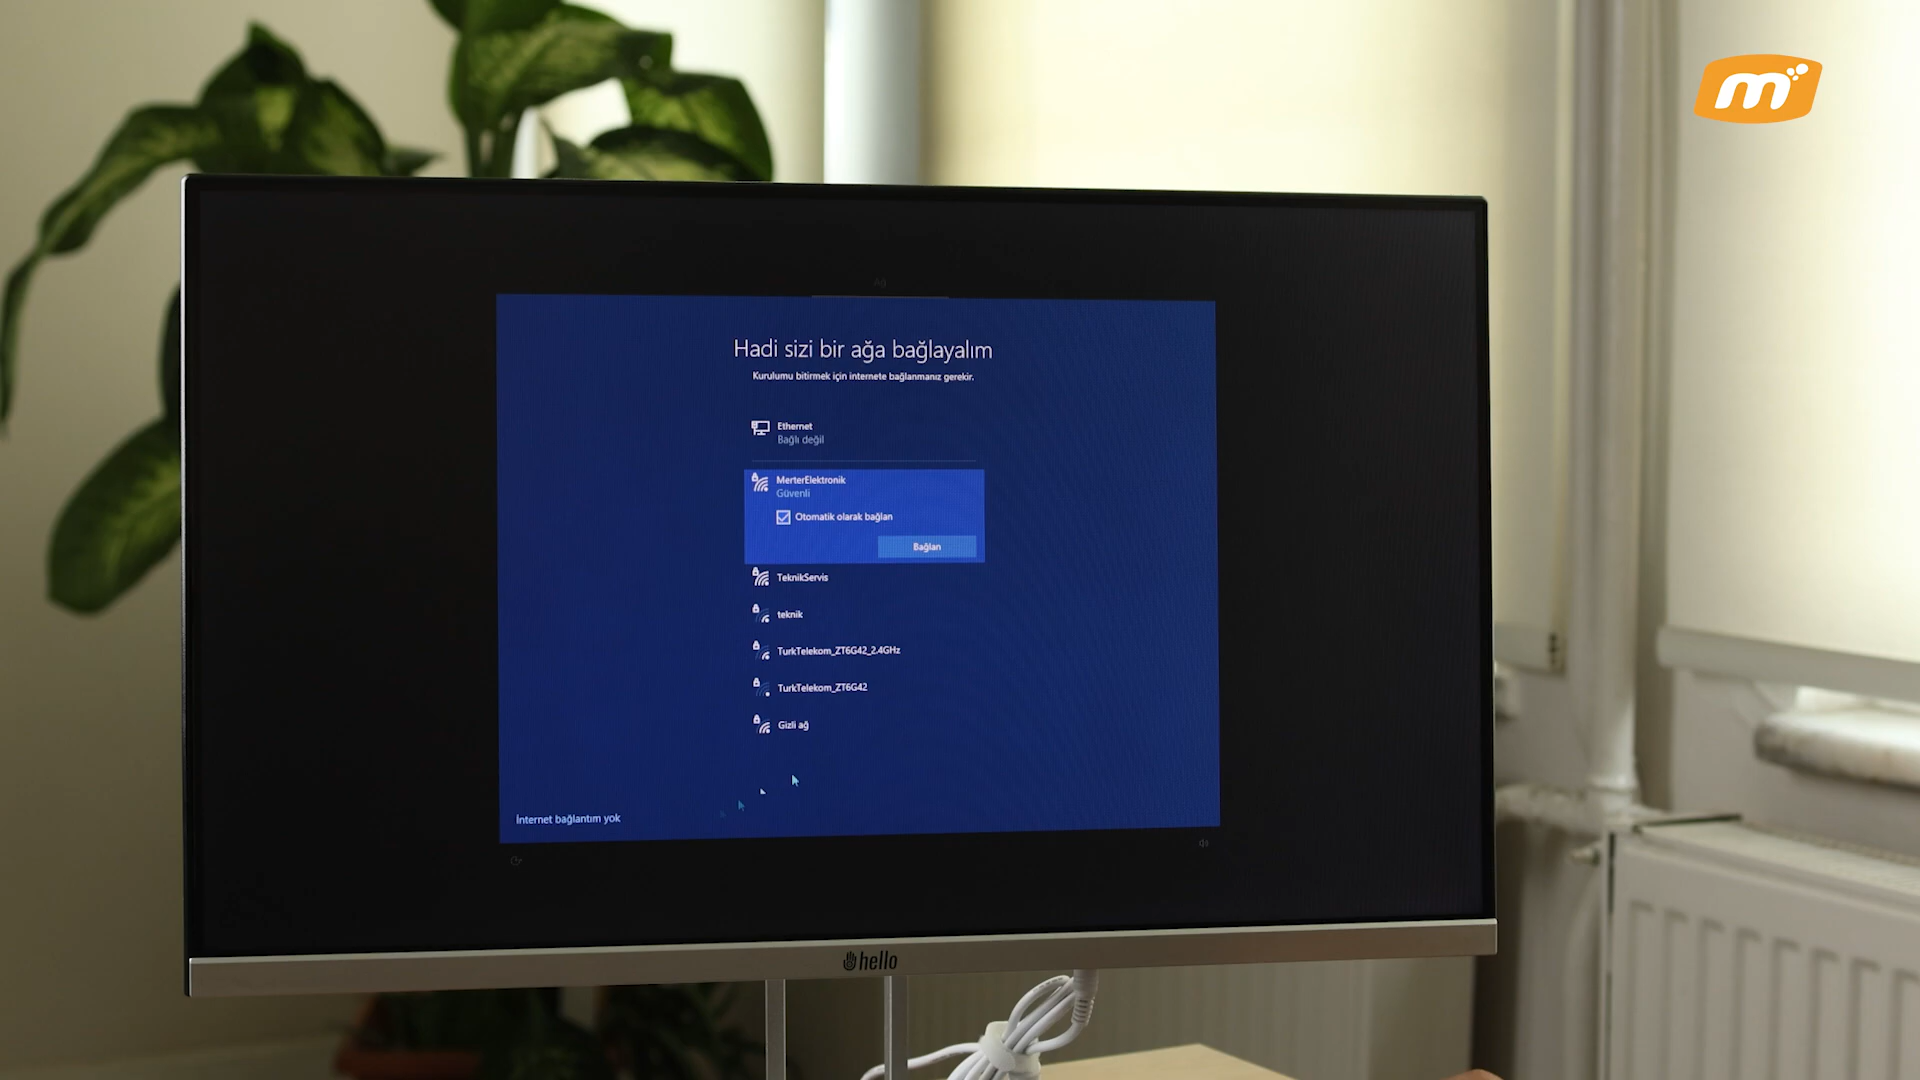 m
Ağ
Hadi sizi bir ağa bağlayalım
Kurulumu bitirmek için internete bağlanmanız gerekir.
Ethernet
Bağlı değil
MerterElektronik
Güvenli
Otomatik olarak bağlan
Bağlan
TeknikServis
teknik
TurkTelekom_ZT6G42_2.4GHz
TurkTelekom_ZT6G42
Gizli ağ
İnternet bağlantım yok
hello